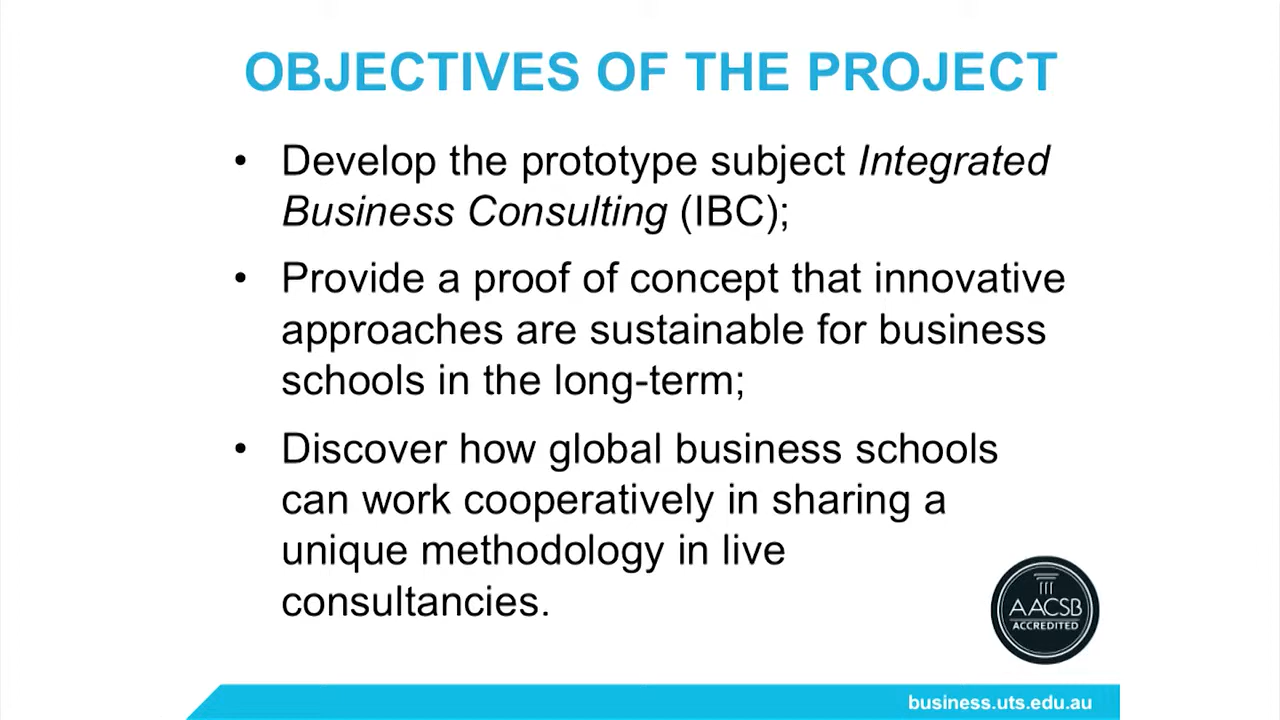 OBJECTIVES OF THE PROJECT
• Develop the prototype subject Integrated
Business Consulting (IBC);
• Provide a proof of concept that innovative
approaches are sustainable for business
schools in the long-term;
• Discover how global business schools
can work cooperatively in sharing a
unique methodology in live
consultancies.
AACSB
ACCREDITED
business.uts.edu.au